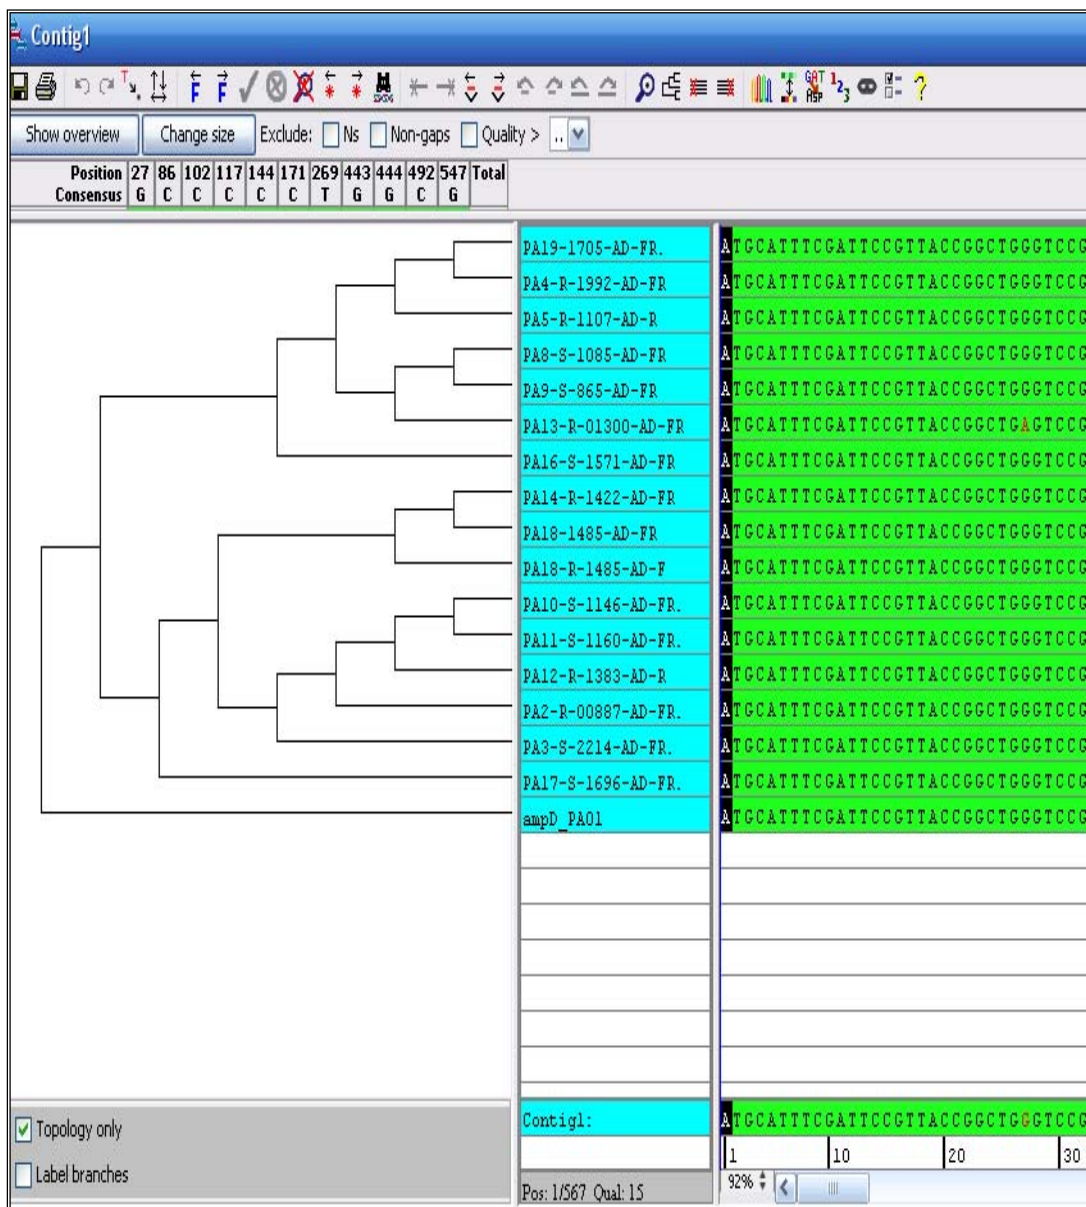 Contig1
T F F GAT ASP 1 2 3 ?
Show overview Change size Exclude: Ns Non-gaps Quality > ..
Position 27 86 102 117 144 171 269 443 444 492 547 Total
Consensus G C C C C C T G G C G
PA19-1705-AD-FR. ATGCATTTCGATTCCGTTACCGGCTGGGTCCG
PA4-R-1992-AD-FR ATGCATTTCGATTCCGTTACCGGCTGGGTCCG
PA5-R-1107-AD-R ATGCATTTCGATTCCGTTACCGGCTGGGTCCG
PA8-S-1085-AD-FR ATGCATTTCGATTCCGTTACCGGCTGGGTCCG
PA9-S-865-AD-FR ATGCATTTCGATTCCGTTACCGGCTGGGTCCG
PA13-R-01300-AD-FR ATGCATTTCGATTCCGTTACCGGCTGAGTCCG
PA16-S-1571-AD-FR ATGCATTTCGATTCCGTTACCGGCTGGGTCCG
PA14-R-1422-AD-FR ATGCATTTCGATTCCGTTACCGGCTGGGTCCG
PA18-1485-AD-FR ATGCATTTCGATTCCGTTACCGGCTGGGTCCG
PA18-R-1485-AD-F ATGCATTTCGATTCCGTTACCGGCTGGGTCCG
PA10-S-1146-AD-FR. ATGCATTTCGATTCCGTTACCGGCTGGGTCCG
PA11-S-1160-AD-FR. ATGCATTTCGATTCCGTTACCGGCTGGGTCCG
PA12-R-1383-AD-R ATGCATTTCGATTCCGTTACCGGCTGGGTCCG
PA2-R-00887-AD-FR. ATGCATTTCGATTCCGTTACCGGCTGGGTCCG
PA3-S-2214-AD-FR. ATGCATTTCGATTCCGTTACCGGCTGGGTCCG
PA17-S-1696-AD-FR. ATGCATTTCGATTCCGTTACCGGCTGGGTCCG
ampD_PAO1 ATGCATTTCGATTCCGTTACCGGCTGGGTCCG
Topology only Contig1: ATGCATTTCGATTCCGTTACCGGCTGGGTCCG
1 10 20 30
Label branches Pos: 1/567 Qual: 15 92%